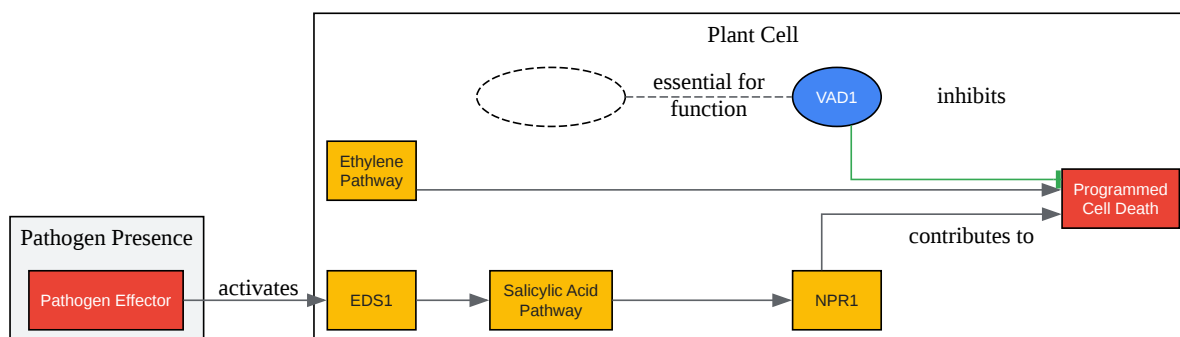 Plant Cell
essential for
function
VAD1
inhibits
Ethylene
Pathway
Programmed
Cell Death
contributes to
Pathogen Presence
Pathogen Effector
activates
EDS1
Salicylic Acid
Pathway
NPR1